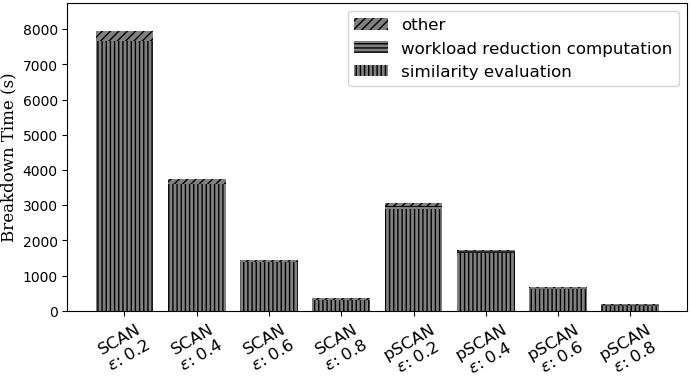 other
workload reduction computation
similarity evaluation
Breakdown Time (s)
8000
7000
6000
5000
4000
3000
2000
1000
0
SCAN
ε: 0.2
SCAN
ε: 0.4
SCAN
ε: 0.6
SCAN
ε: 0.8
pSCAN
ε: 0.2
pSCAN
ε: 0.4
pSCAN
ε: 0.6
pSCAN
ε: 0.8